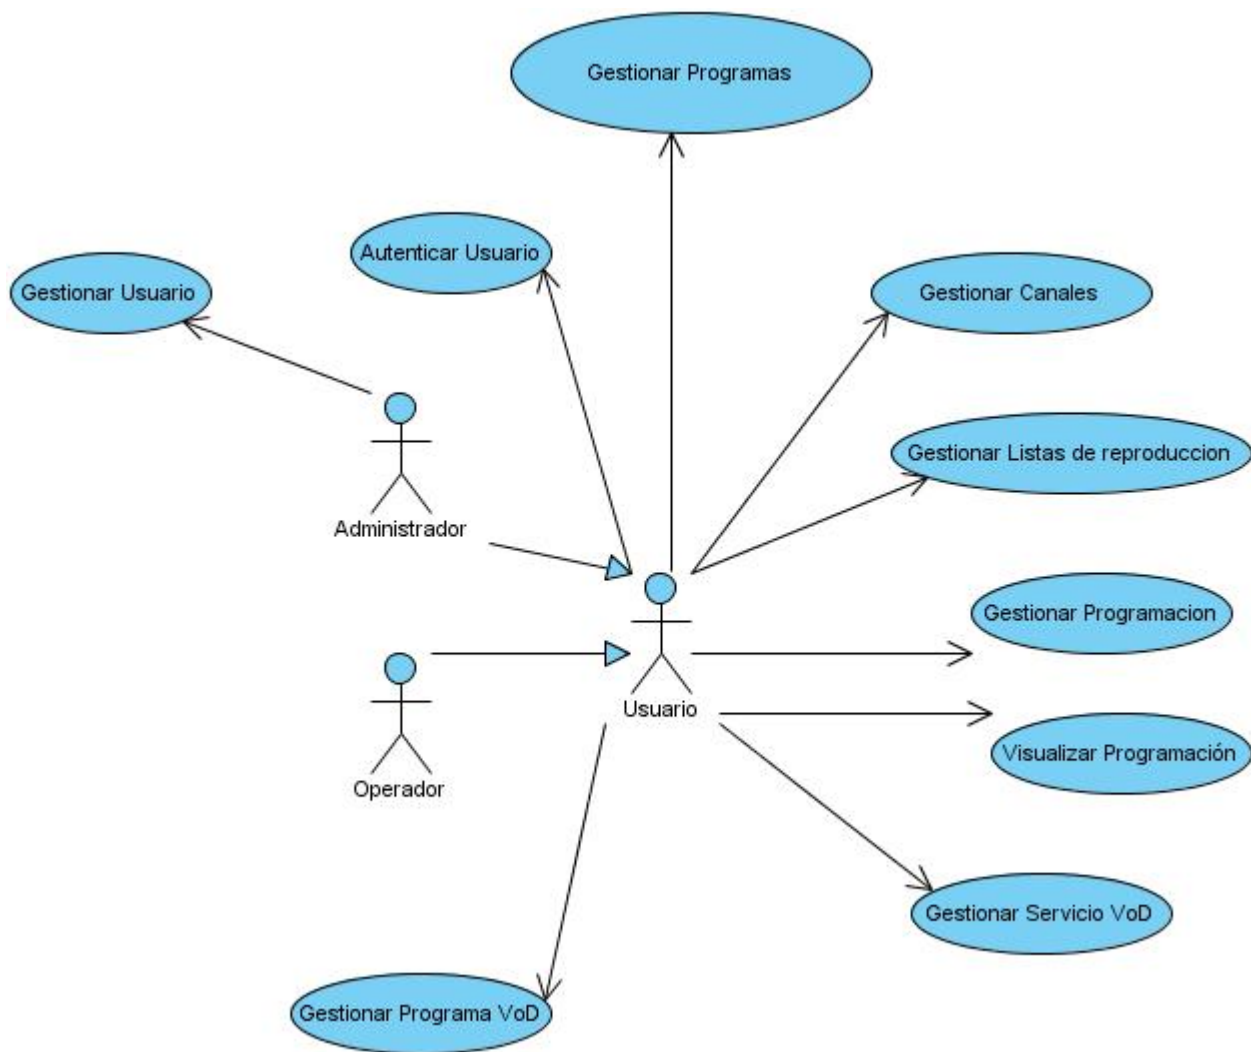 Gestionar Programas
Autenticar Usuario
Gestionar Usuario
Gestionar Canales
Gestionar Listas de reproduccion
Administrador
Gestionar Programacion
Usuario
Visualizar Programación
Operador
Gestionar Servicio VoD
Gestionar Programa VoD